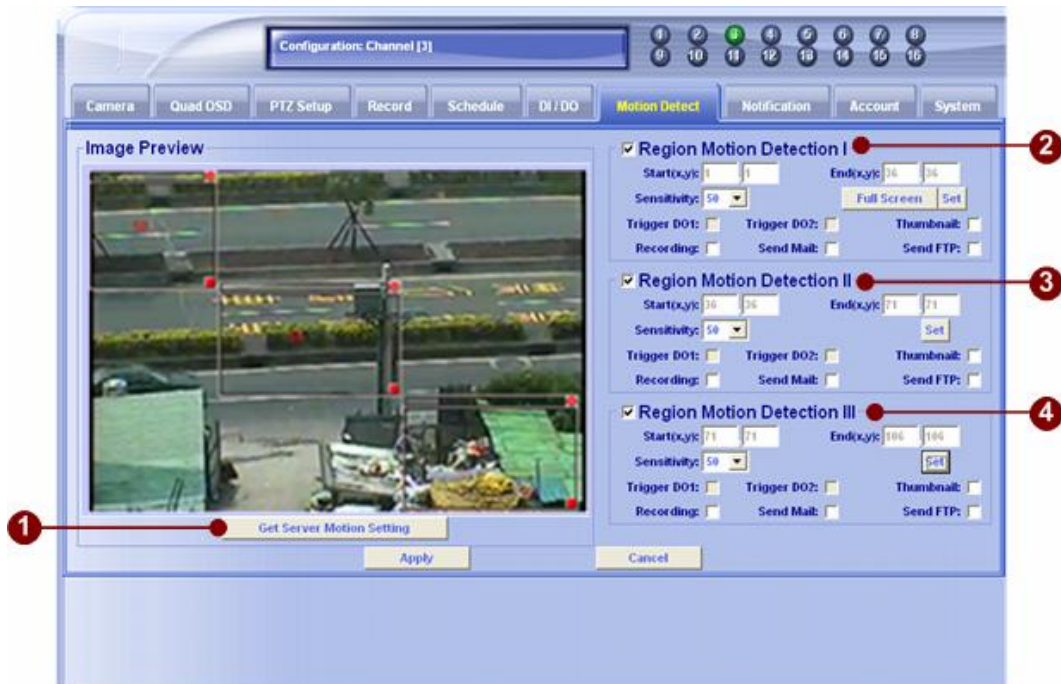 Configuration: Channel [3]
1 2 3 4 5 6 7 8
9 10 11 12 13 14 15 16
Camera Quad OSD PTZ Setup Record Schedule DI / DO Motion Detect Notification Account System
Image Preview
Get Server Motion Setting
1
Region Motion Detection I
2
Start(x,y): 1 1 End(x,y): 36 36
Sensitivity: 50 Full Screen Set
Trigger DO1: Trigger DO2: Thumbnail:
Recording: Send Mail: Send FTP:
Region Motion Detection II
3
Start(x,y): 36 36 End(x,y): 71 71
Sensitivity: 50 Set
Trigger DO1: Trigger DO2: Thumbnail:
Recording: Send Mail: Send FTP:
Region Motion Detection III
4
Start(x,y): 71 71 End(x,y): 106 106
Sensitivity: 50 Set
Trigger DO1: Trigger DO2: Thumbnail:
Recording: Send Mail: Send FTP:
Apply Cancel